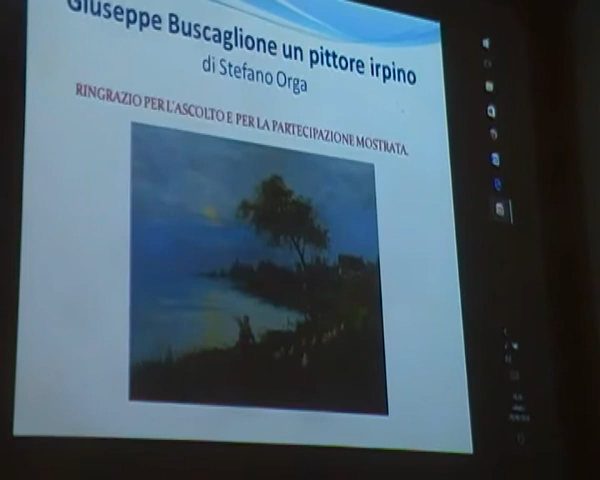 Giuseppe Buscaglione un pittore irpino
di Stefano Orga
RINGRAZIO PER L'ASCOLTO E PER LA PARTECIPAZIONE MOSTRATA.